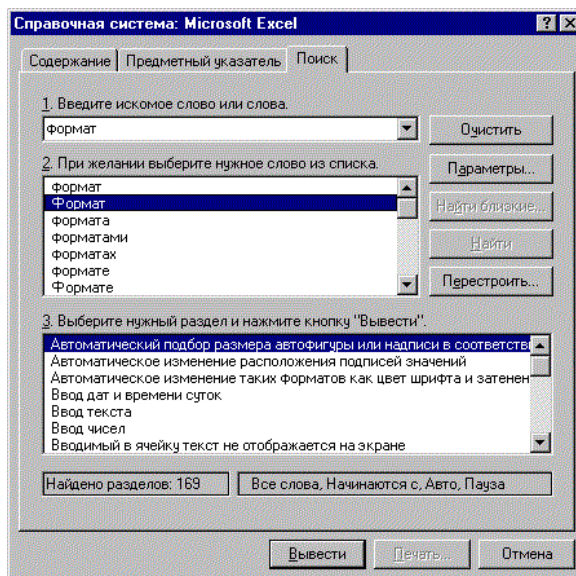 Справочная система: Microsoft Excel
Содержание
Предметный указатель
Поиск
1. Введите искомое слово или слова.
формат
Очистить
2. При желании выберите нужное слово из списка.
формат
Формат
формата
форматами
форматах
формате
Формате
Параметры...
Найти близкие...
Найти
Перестроить...
3. Выберите нужный раздел и нажмите кнопку "Вывести".
Автоматический подбор размера автофигуры или надписи в соответстви
Автоматическое изменение расположения подписей значений
Автоматическое изменение таких форматов как цвет шрифта и затенен
Ввод дат и времени суток
Ввод текста
Ввод чисел
Вводимый в ячейку текст не отображается на экране
Найдено разделов: 169
Все слова, Начинаются с, Авто, Пауза
Вывести
Печать...
Отмена